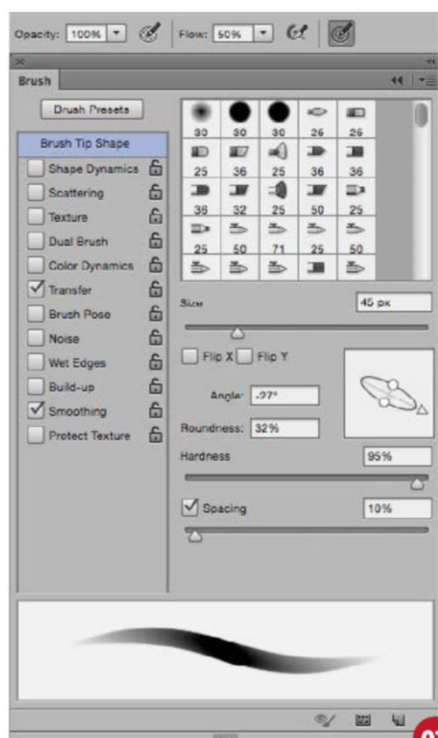 Opacity: 100% Flow: 50%
Brush
Brush Presets
Brush Tip Shape
Shape Dynamics
Scattering
Texture
Dual Brush
Color Dynamics
Transfer
Brush Pose
Noise
Wet Edges
Build-up
Smoothing
Protect Texture
30 30 30 26 26
25 36 25 36 36
36 32 25 50 25
25 50 71 25 50
Size 45 px
Flip X Flip Y
Angle: -27°
Roundness: 32%
Hardness 95%
Spacing 10%